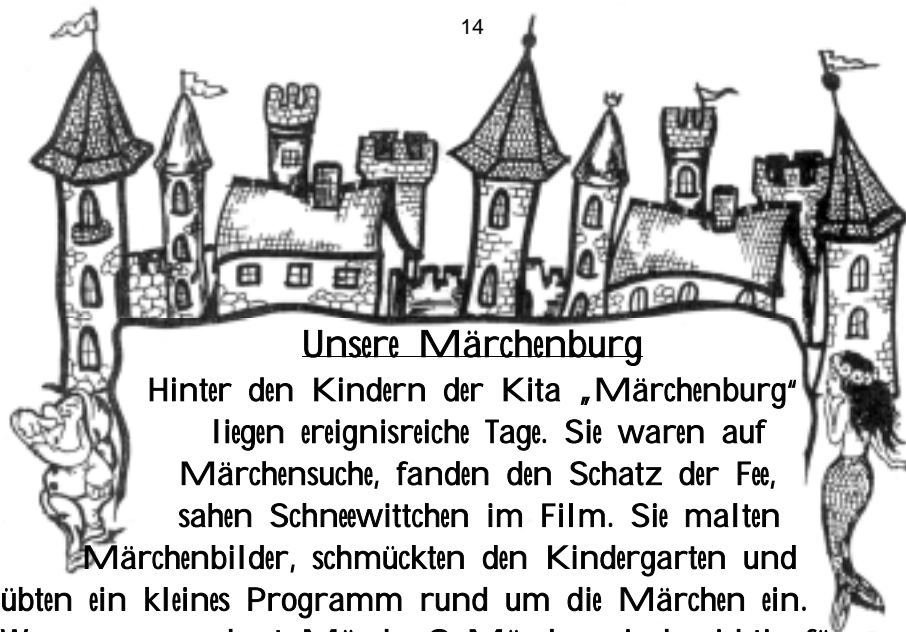 14
Unsere Märchenburg
Hinter den Kindern der Kita „Märchenburg“
liegen ereignisreiche Tage. Sie waren auf
Märchensuche, fanden den Schatz der Fee,
sahen Schneewittchen im Film. Sie malten
Märchenbilder, schmückten den Kindergarten und
übten ein kleines Programm rund um die Märchen ein.